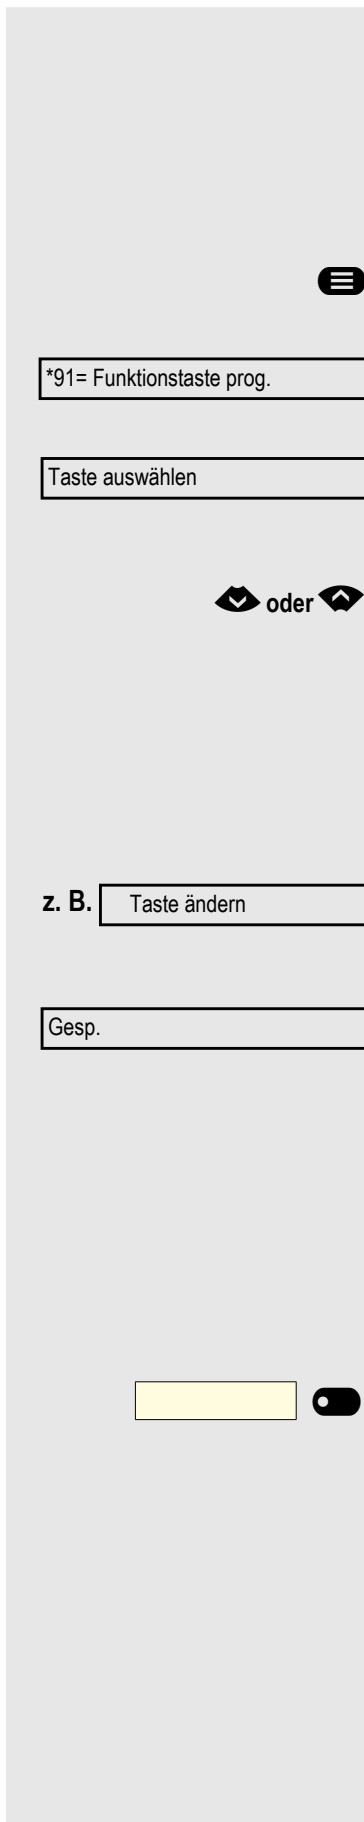 *91= Funktionstaste prog.
Taste auswählen
oder
z. B. Taste ändern
Gesp.